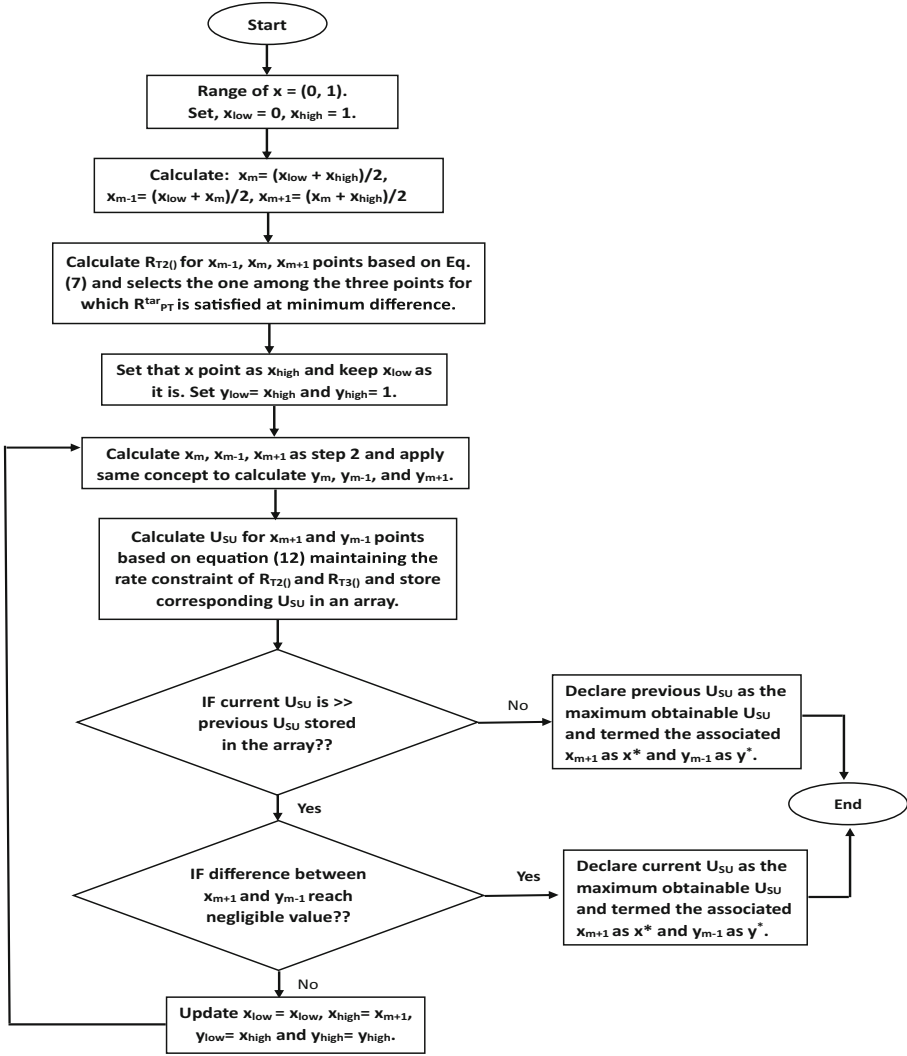 Start
Range of x = (0, 1).
Set, xlow = 0, xhigh = 1.
Calculate: xm= (xlow + xhigh)/2,
xm-1= (xlow + xm)/2, xm+1= (xm + xhigh)/2
Calculate RT2() for xm-1, xm, xm+1 points based on Eq.
(7) and selects the one among the three points for
which RtarPT is satisfied at minimum difference.
Set that x point as xhigh and keep xlow as
it is. Set ylow= xhigh and yhigh= 1.
Calculate xm, xm-1, xm+1 as step 2 and apply
same concept to calculate ym, ym-1, and ym+1.
Calculate USU for xm+1 and ym-1 points
based on equation (12) maintaining the
rate constraint of RT2() and RT3() and store
corresponding USU in an array.
IF current USU is >>
previous USU stored
in the array??
No
Declare previous USU as the
maximum obtainable USU
and termed the associated
xm+1 as x* and ym-1 as y*.
End
Yes
IF difference between
xm+1 and ym-1 reach
negligible value??
Yes
Declare current USU as the
maximum obtainable USU
and termed the associated
xm+1 as x* and ym-1 as y*.
No
Update xlow = xlow, xhigh= xm+1,
ylow= xhigh and yhigh= yhigh.